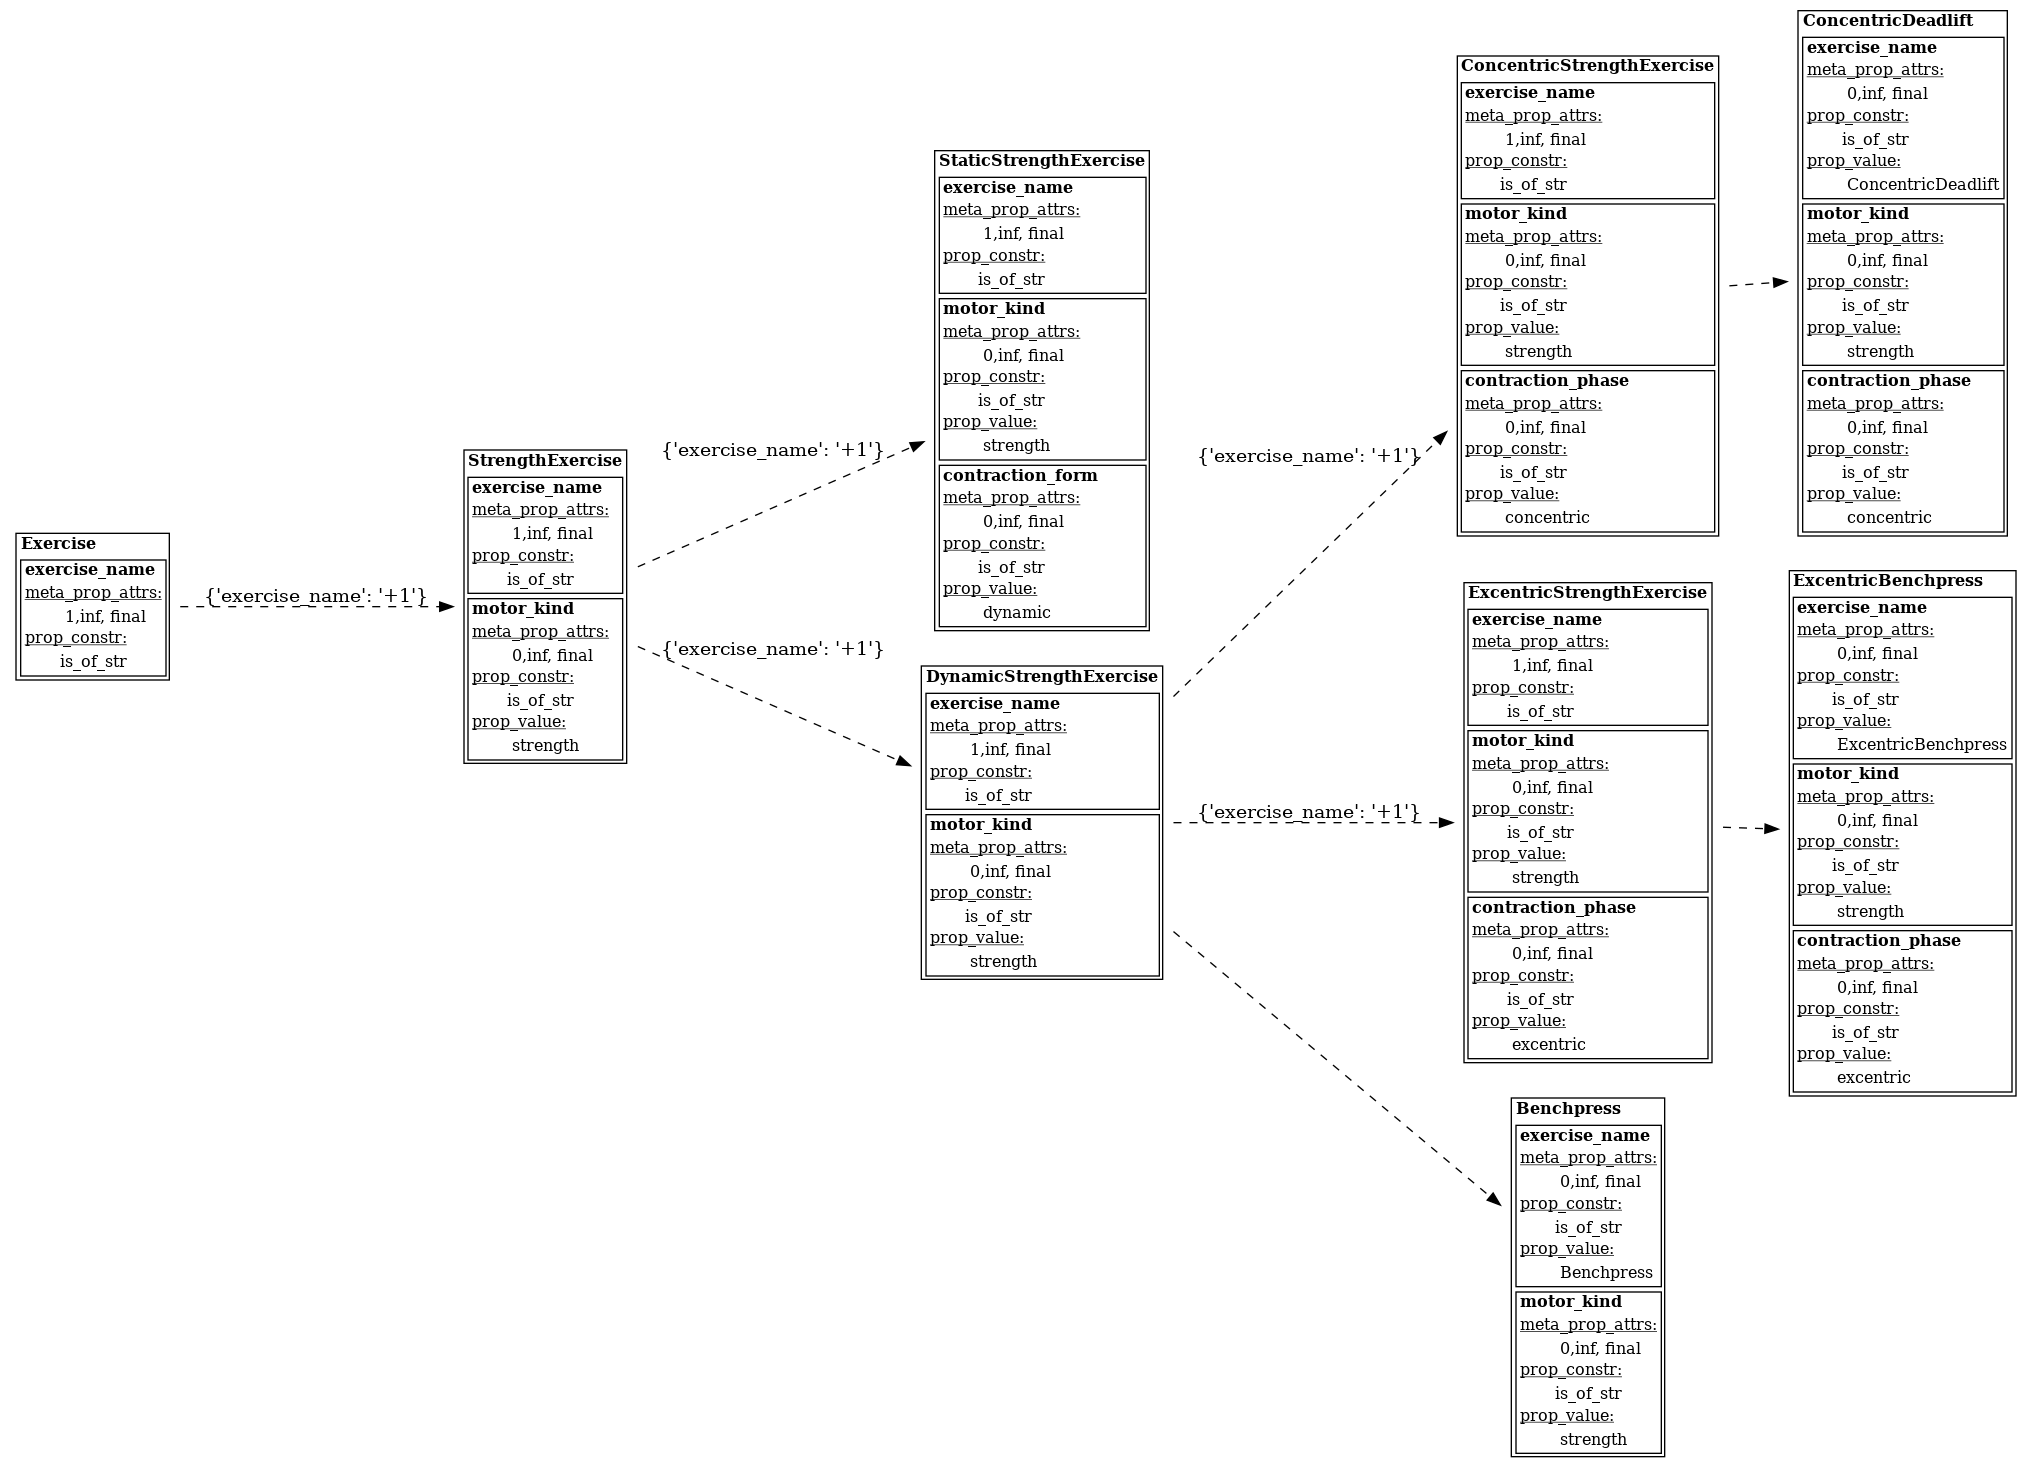 Exercise
exercise_name
meta_prop_attrs:
1,inf, final
prop_constr:
is_of_str
{'exercise_name': '+1'}
StrengthExercise
exercise_name
meta_prop_attrs:
1,inf, final
prop_constr:
is_of_str
motor_kind
meta_prop_attrs:
0,inf, final
prop_constr:
is_of_str
prop_value:
strength
{'exercise_name': '+1'}
{'exercise_name': '+1'}
StaticStrengthExercise
exercise_name
meta_prop_attrs:
1,inf, final
prop_constr:
is_of_str
motor_kind
meta_prop_attrs:
0,inf, final
prop_constr:
is_of_str
prop_value:
strength
contraction_form
meta_prop_attrs:
0,inf, final
prop_constr:
is_of_str
prop_value:
dynamic
DynamicStrengthExercise
exercise_name
meta_prop_attrs:
1,inf, final
prop_constr:
is_of_str
motor_kind
meta_prop_attrs:
0,inf, final
prop_constr:
is_of_str
prop_value:
strength
{'exercise_name': '+1'}
{'exercise_name': '+1'}
ConcentricStrengthExercise
exercise_name
meta_prop_attrs:
1,inf, final
prop_constr:
is_of_str
motor_kind
meta_prop_attrs:
0,inf, final
prop_constr:
is_of_str
prop_value:
strength
contraction_phase
meta_prop_attrs:
0,inf, final
prop_constr:
is_of_str
prop_value:
concentric
ExcentricStrengthExercise
exercise_name
meta_prop_attrs:
1,inf, final
prop_constr:
is_of_str
motor_kind
meta_prop_attrs:
0,inf, final
prop_constr:
is_of_str
prop_value:
strength
contraction_phase
meta_prop_attrs:
0,inf, final
prop_constr:
is_of_str
prop_value:
excentric
Benchpress
exercise_name
meta_prop_attrs:
0,inf, final
prop_constr:
is_of_str
prop_value:
Benchpress
motor_kind
meta_prop_attrs:
0,inf, final
prop_constr:
is_of_str
prop_value:
strength
ConcentricDeadlift
exercise_name
meta_prop_attrs:
0,inf, final
prop_constr:
is_of_str
prop_value:
ConcentricDeadlift
motor_kind
meta_prop_attrs:
0,inf, final
prop_constr:
is_of_str
prop_value:
strength
contraction_phase
meta_prop_attrs:
0,inf, final
prop_constr:
is_of_str
prop_value:
concentric
ExcentricBenchpress
exercise_name
meta_prop_attrs:
0,inf, final
prop_constr:
is_of_str
prop_value:
ExcentricBenchpress
motor_kind
meta_prop_attrs:
0,inf, final
prop_constr:
is_of_str
prop_value:
strength
contraction_phase
meta_prop_attrs:
0,inf, final
prop_constr:
is_of_str
prop_value:
excentric